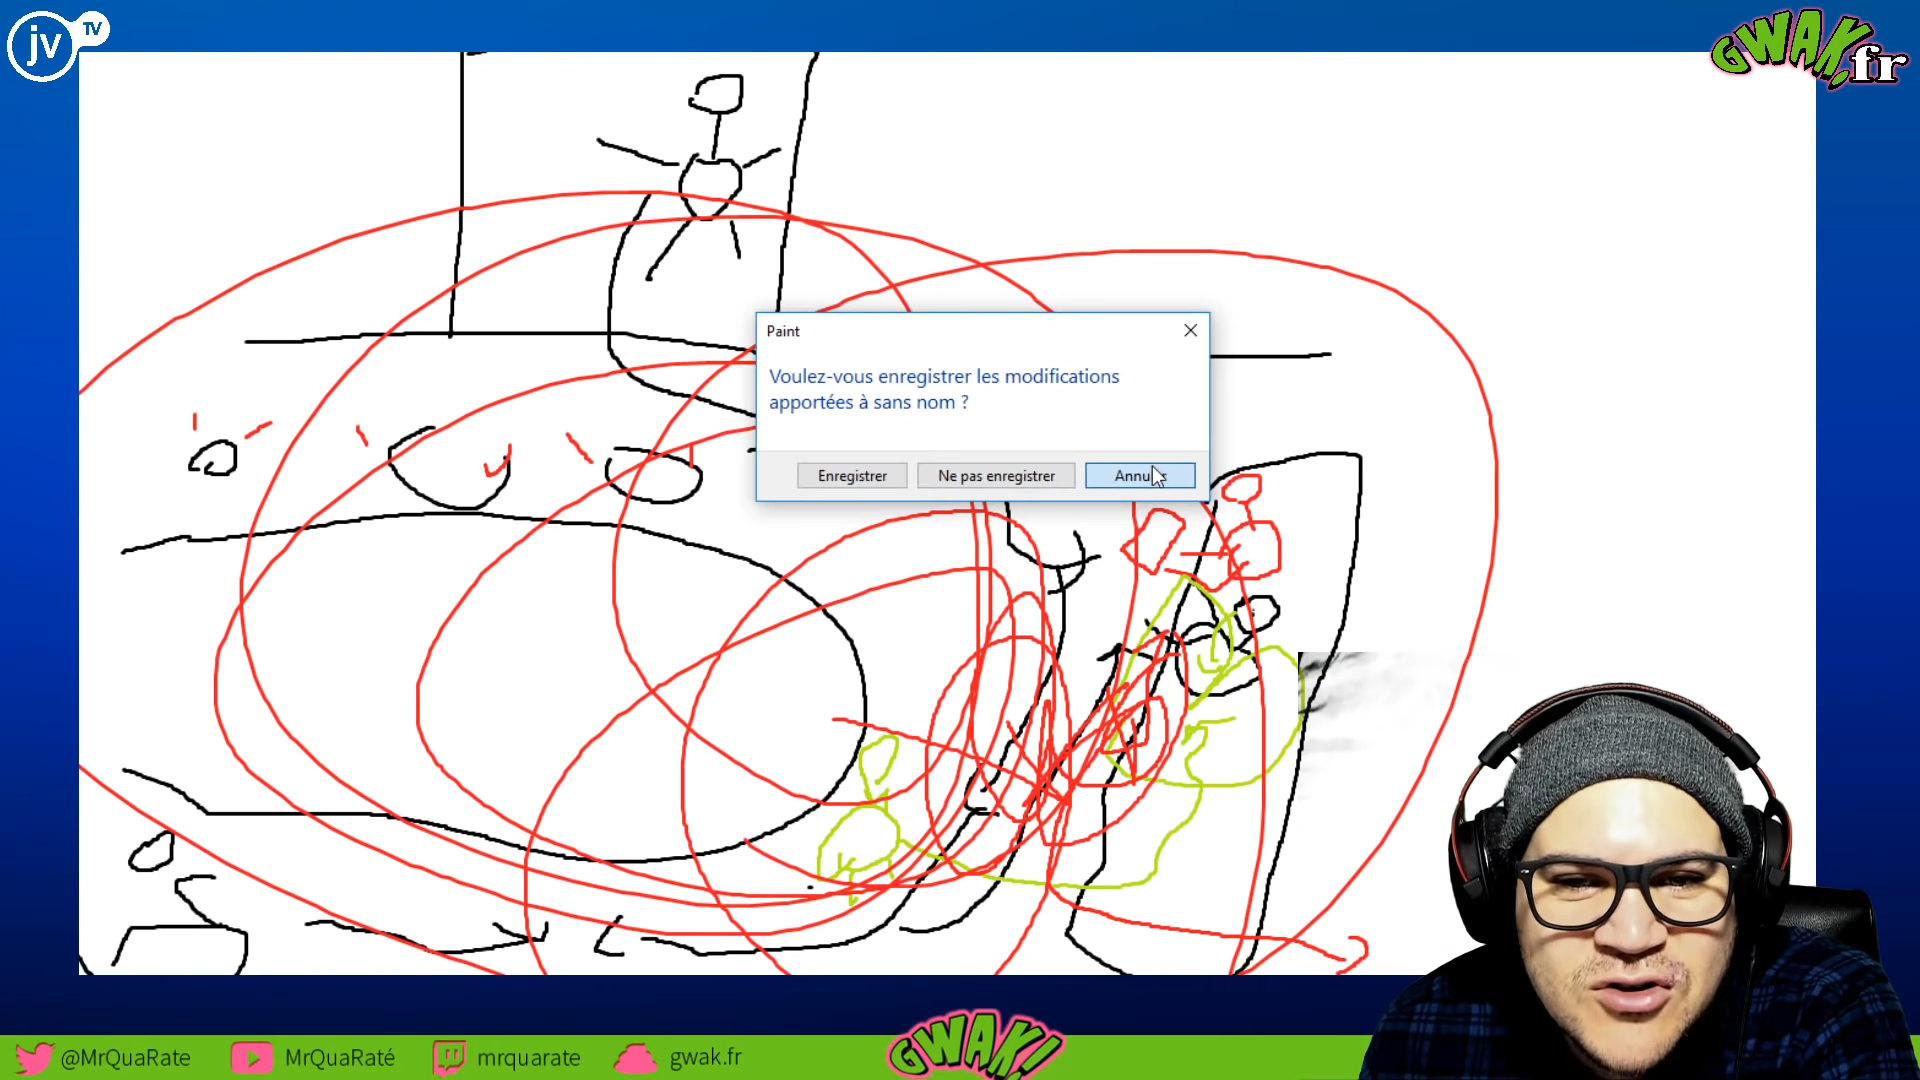 jv TV
GWAK.fr
Paint
Voulez-vous enregistrer les modifications
apportées à sans nom ?
Enregistrer
Ne pas enregistrer
@MrQuaRate
MrQuaRaté
mrquarate
gwak.fr
GWAK!